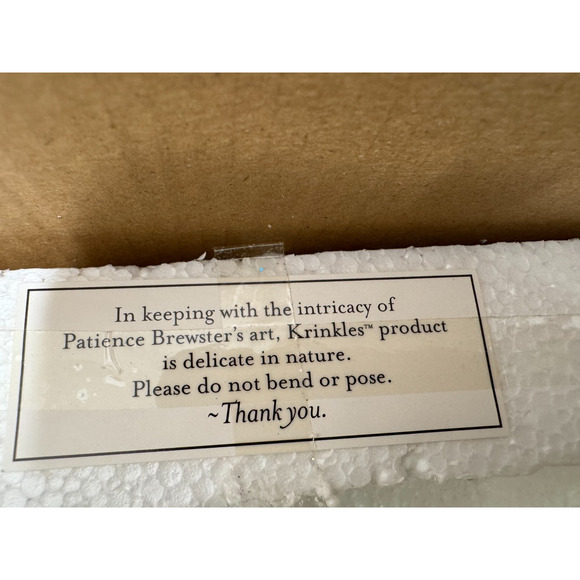 In keeping with the intricacy of
Patience Brewster's art, Krinkles™ product
is delicate in nature.
Please do not bend or pose.
~Thank you.